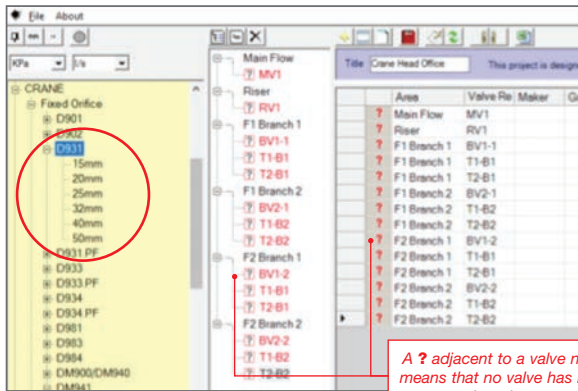 File About
KPa l/s
CRANE
Fixed Orifice
D901
D902
D931
15mm
20mm
25mm
32mm
40mm
50mm
D931.PF
D933
D933.PF
D934
D934.PF
D981
D983
D984
DM900/DM940
DM941
Main Flow
? MV1
Riser
? RV1
F1 Branch 1
? BV1-1
? T1-B1
? T2-B1
F1 Branch 2
? BV2-1
? T1-B2
? T2-B2
F2 Branch 1
? BV1-2
? T1-B1
? T2-B1
F2 Branch 2
? BV2-2
? T1-B2
? T2-B2
Title Crane Head Office This project is design
Area Valve Re Maker
? Main Flow MV1
? Riser RV1
? F1 Branch 1 BV1-1
? F1 Branch 1 T1-B1
? F1 Branch 1 T2-B1
? F1 Branch 2 BV2-1
? F1 Branch 2 T1-B2
? F1 Branch 2 T2-B2
? F2 Branch 1 BV1-2
? F2 Branch 1 T1-B1
? F2 Branch 1 T2-B1
? F2 Branch 2 BV2-2
? F2 Branch 2 T1-B2
? F2 Branch 2 T2-B2
A ? adjacent to a valve n
means that no valve has